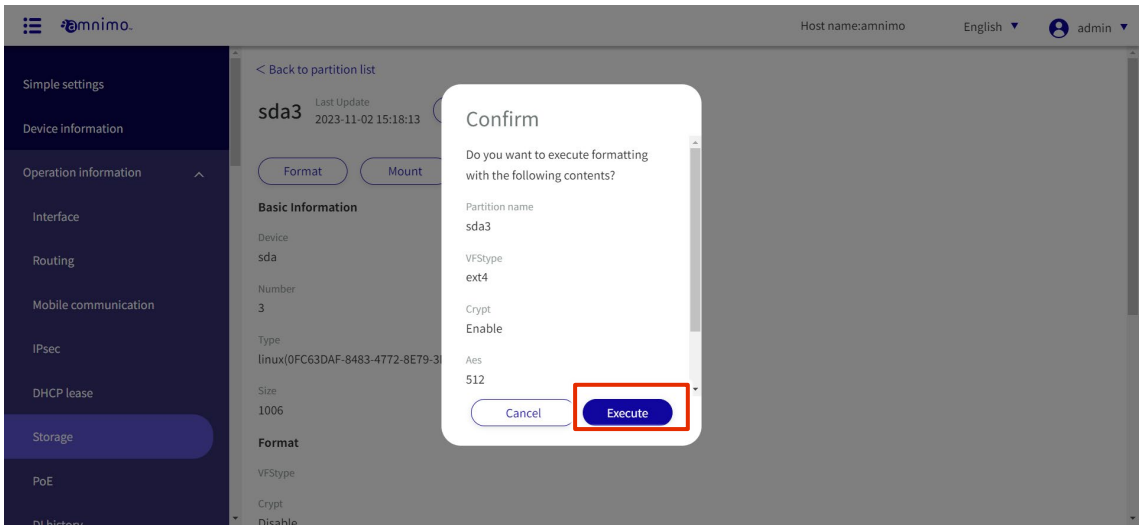 amnimo
Host name:amnimo
English
admin
Simple settings
Device information
Operation information
Interface
Routing
Mobile communication
IPsec
DHCP lease
Storage
PoE
DI history
< Back to partition list
sda3
Last Update
2023-11-02 15:18:13
Format
Mount
Basic Information
Device
sda
Number
3
Type
linux(0FC63DAF-8483-4772-8E79-3
Size
1006
Format
VFStype
Crypt
Disable
Confirm
Do you want to execute formatting
with the following contents?
Partition name
sda3
VFStype
ext4
Crypt
Enable
Aes
512
Cancel
Execute